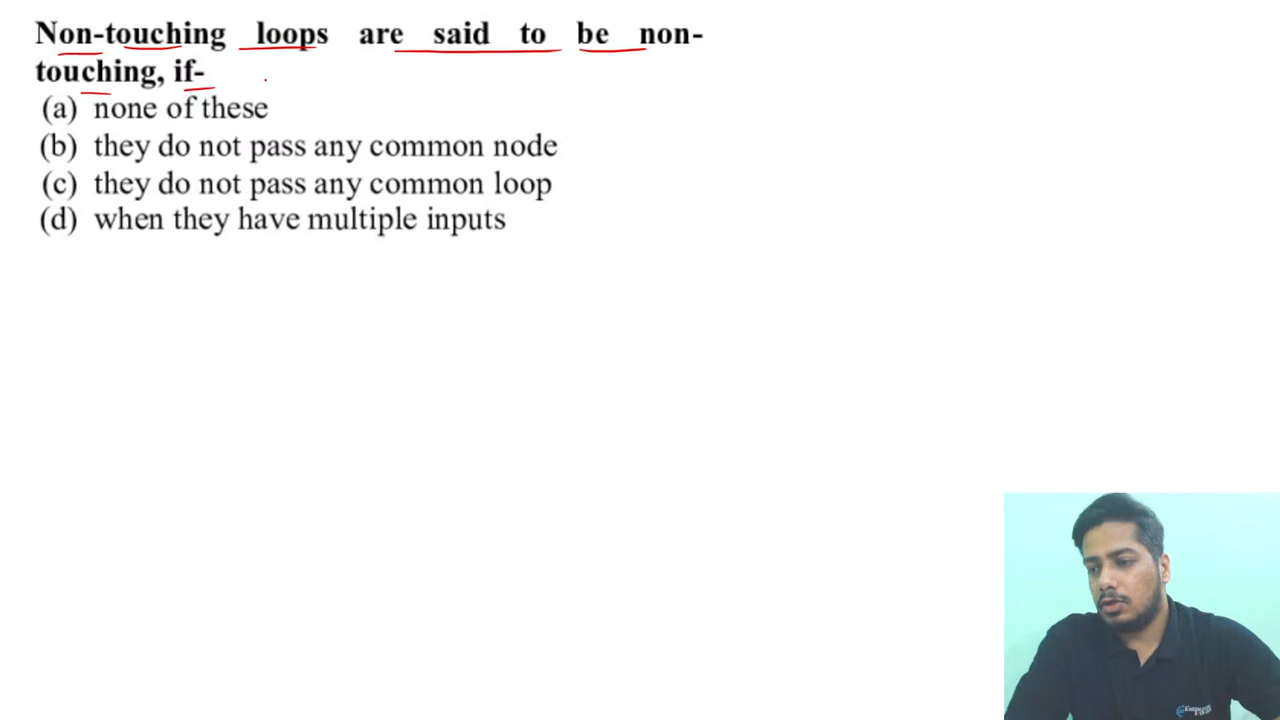 Non-touching loops are said to be non-
touching, if-
(a) none of these
(b) they do not pass any common node
(c) they do not pass any common loop
(d) when they have multiple inputs